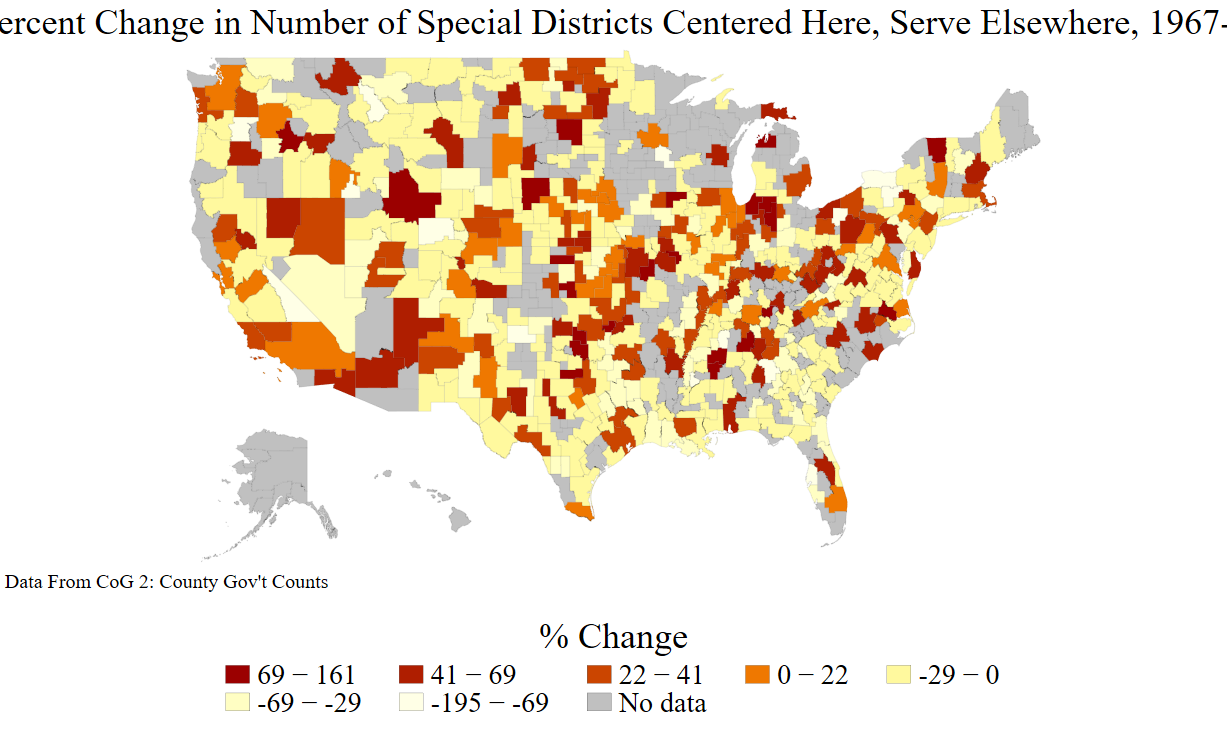 ercent Change in Number of Special Districts Centered Here, Serve Elsewhere, 1967-
Data From CoG 2: County Gov't Counts
% Change
69 − 161 41 − 69 22 − 41 0 − 22 -29 − 0
-69 − -29 -195 − -69 No data